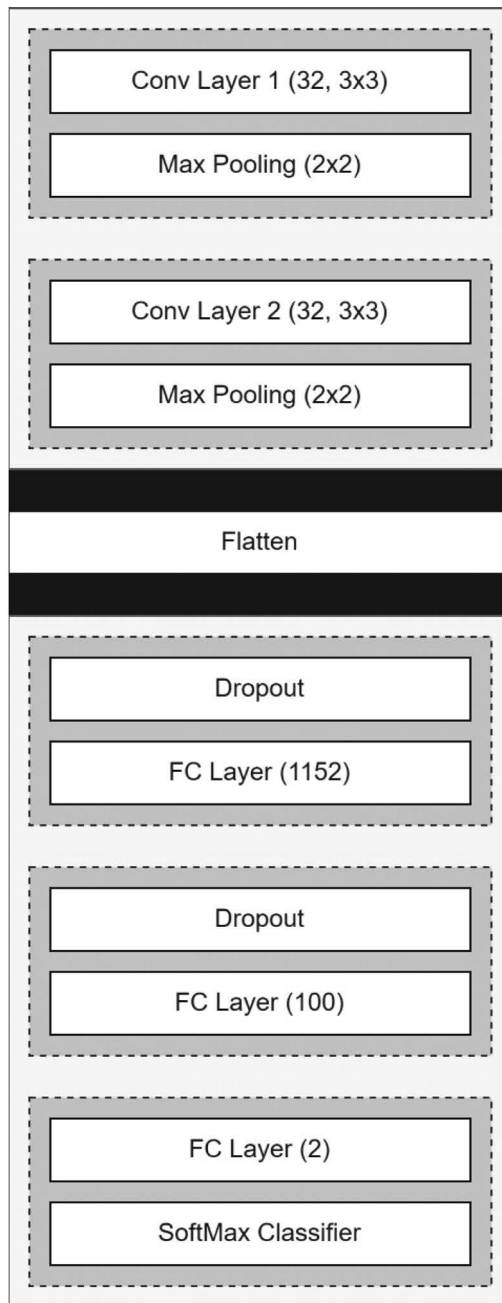 Conv Layer 1 (32, 3x3)
Max Pooling (2x2)
Conv Layer 2 (32, 3x3)
Max Pooling (2x2)
Flatten
Dropout
FC Layer (1152)
Dropout
FC Layer (100)
FC Layer (2)
SoftMax Classifier